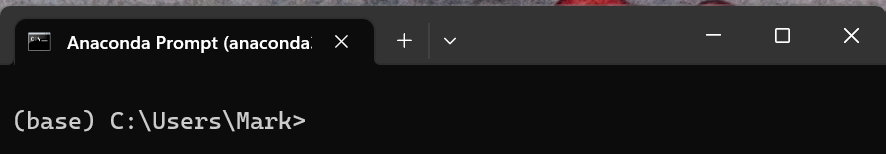 Anaconda Prompt (anaconda
(base) C:\Users\Mark>